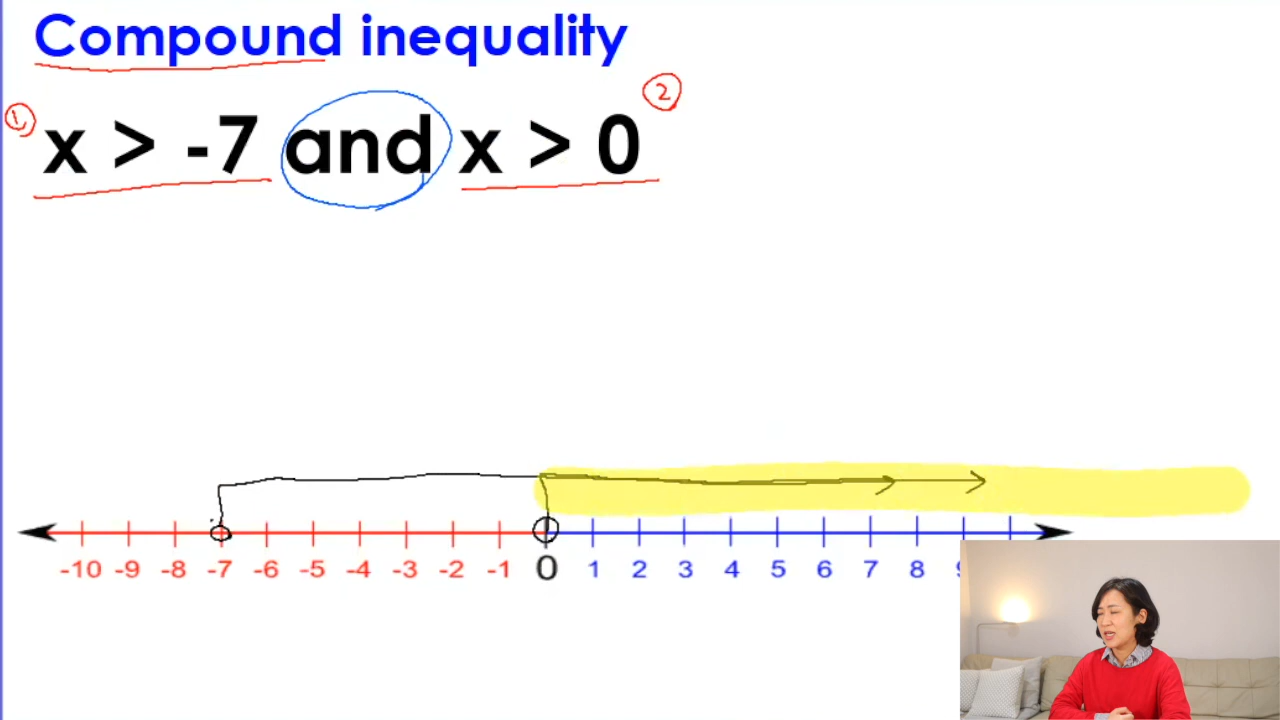 Compound inequality
1 x > -7 and x > 0 2
-10 -9 -8 -7 -6 -5 -4 -3 -2 -1 0 1 2 3 4 5 6 7 8